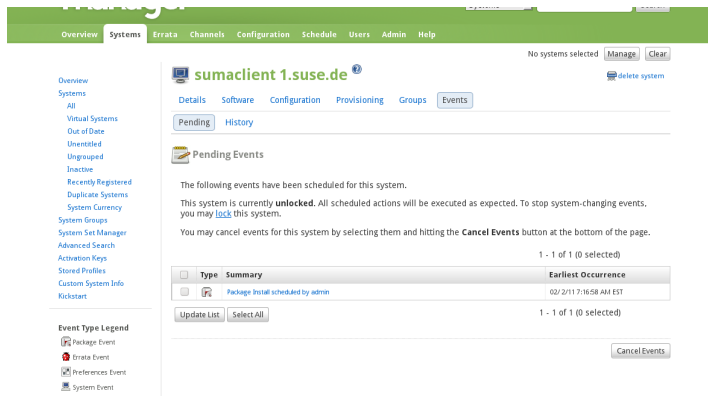 manager
Systems
Search
Overview Systems Errata Channels Configuration Schedule Users Admin Help
No systems selected Manage Clear
sumaclient 1.suse.de
delete system
Details Software Configuration Provisioning Groups Events
Pending History
Overview
Systems
All
Virtual Systems
Out of Date
Unentitled
Ungrouped
Inactive
Recently Registered
Duplicate Systems
System Currency
System Groups
System Set Manager
Advanced Search
Activation Keys
Stored Profiles
Custom System Info
Kickstart
Event Type Legend
Package Event
Errata Event
Preferences Event
System Event
Pending Events
The following events have been scheduled for this system.
This system is currently unlocked. All scheduled actions will be executed as expected. To stop system-changing events,
you may lock this system.
You may cancel events for this system by selecting them and hitting the Cancel Events button at the bottom of the page.
1 - 1 of 1 (0 selected)
Type Summary Earliest Occurrence
Package Install scheduled by admin 02/ 2/11 7:16:58 AM EST
Update List Select All 1 - 1 of 1 (0 selected)
Cancel Events